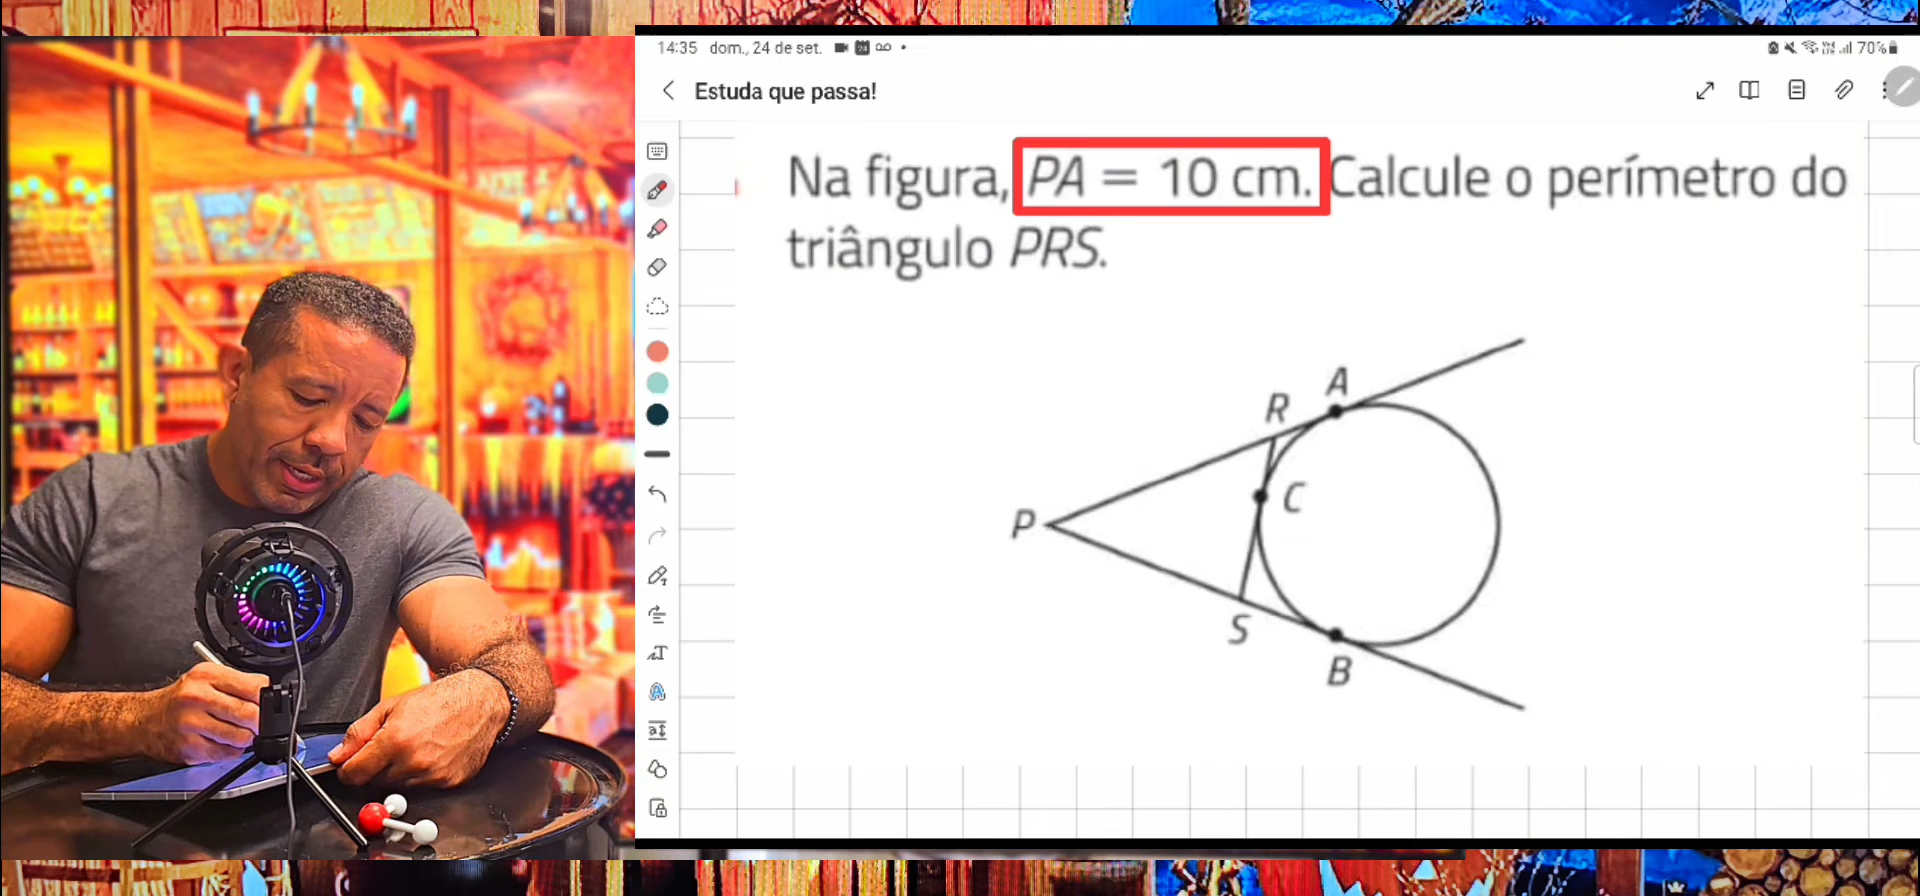 14:35 dom., 24 de set.
70%
Estuda que passa!
Na figura, PA = 10 cm. Calcule o perímetro do
triângulo PRS.
A
R
C
P
S
B